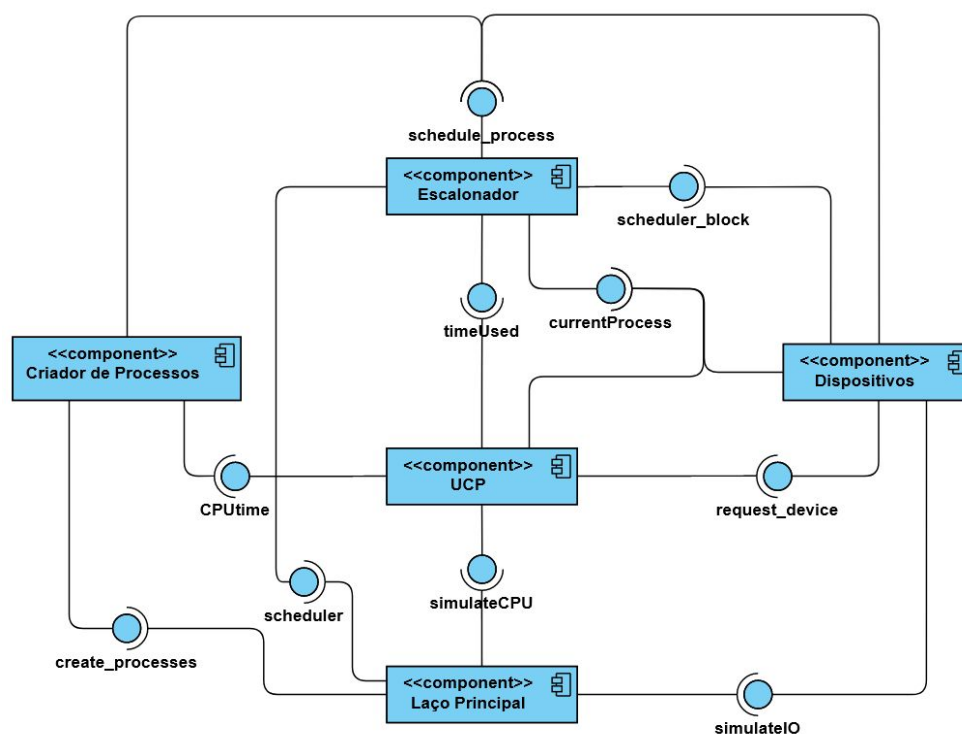 schedule_process
<<component>>
Escalonador
scheduler_block
timeUsed
currentProcess
<<component>>
Criador de Processos
<<component>>
Dispositivos
<<component>>
UCP
CPUtime
request_device
scheduler
simulateCPU
create_processes
<<component>>
Laço Principal
simulateIO